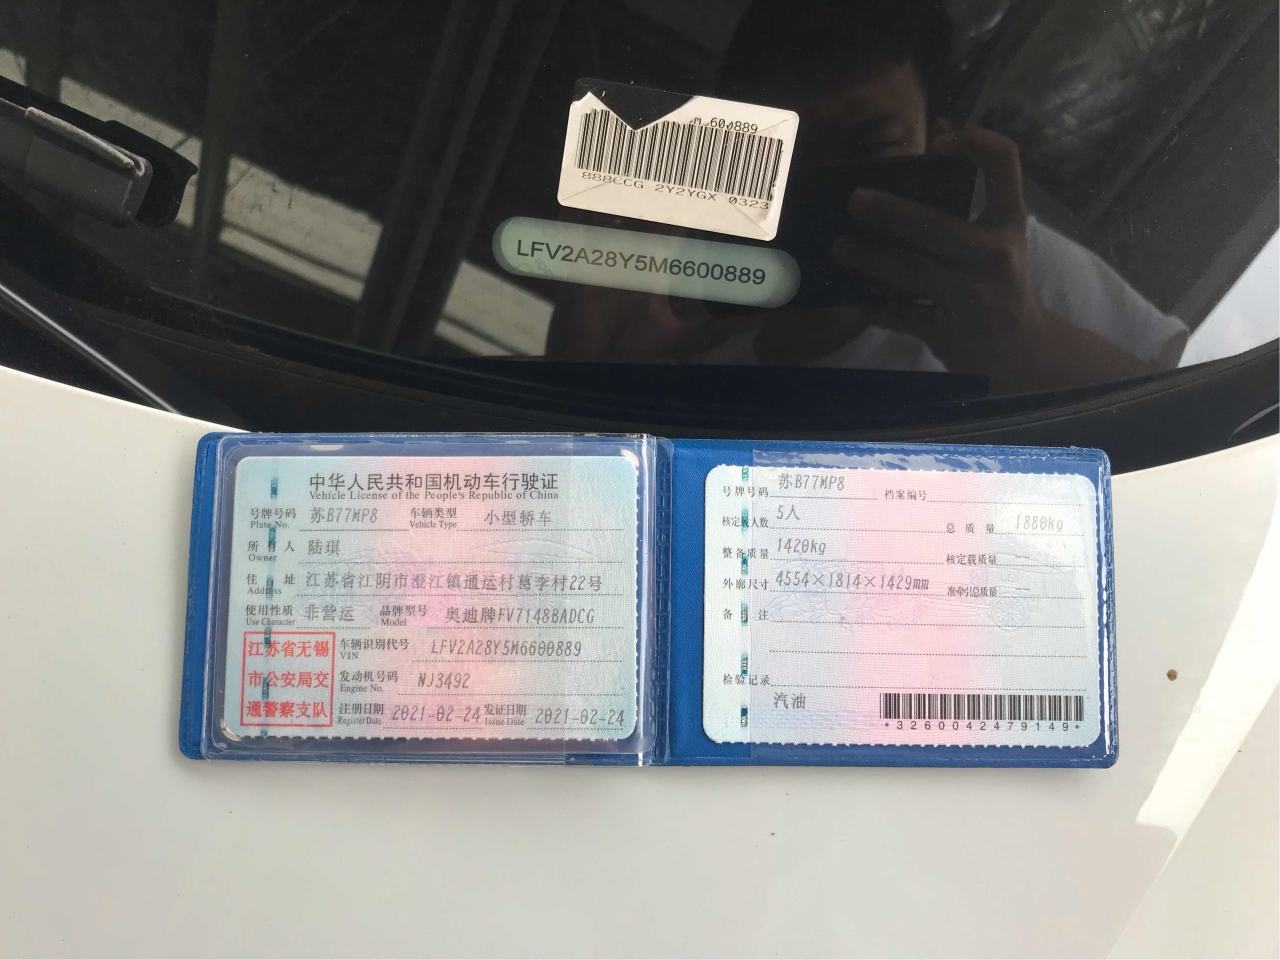 M 600889
888CCG 2Y2YGX 0323
LFV2A28Y5M6600889
中华人民共和国机动车行驶证
Vehicle License of the People's Republic of China
号牌号码 苏B77MP8 车辆类型 小型轿车
Plate No. Vehicle Type
所有人 陆琪
Owner
住址 江苏省江阴市澄江镇通运村葛李村22号
Address
使用性质 非营运 品牌型号 奥迪牌FV7148BADCG
Use Character Model
江苏省无锡
市公安局交
通警察支队
车辆识别代号 LFV2A28Y5M6600889
VIN
发动机号码 NJ3492
Engine No.
注册日期 2021-02-24 发证日期 2021-02-24
Register Date Issue Date
号牌号码 苏B77MP8 档案编号
核定载人数 5人 总质量 1880kg
整备质量 1420kg 核定载质量 --
外廓尺寸 4554×1814×1429mm 准牵引总质量 --
备注
检验记录
汽油
*3260042479149*